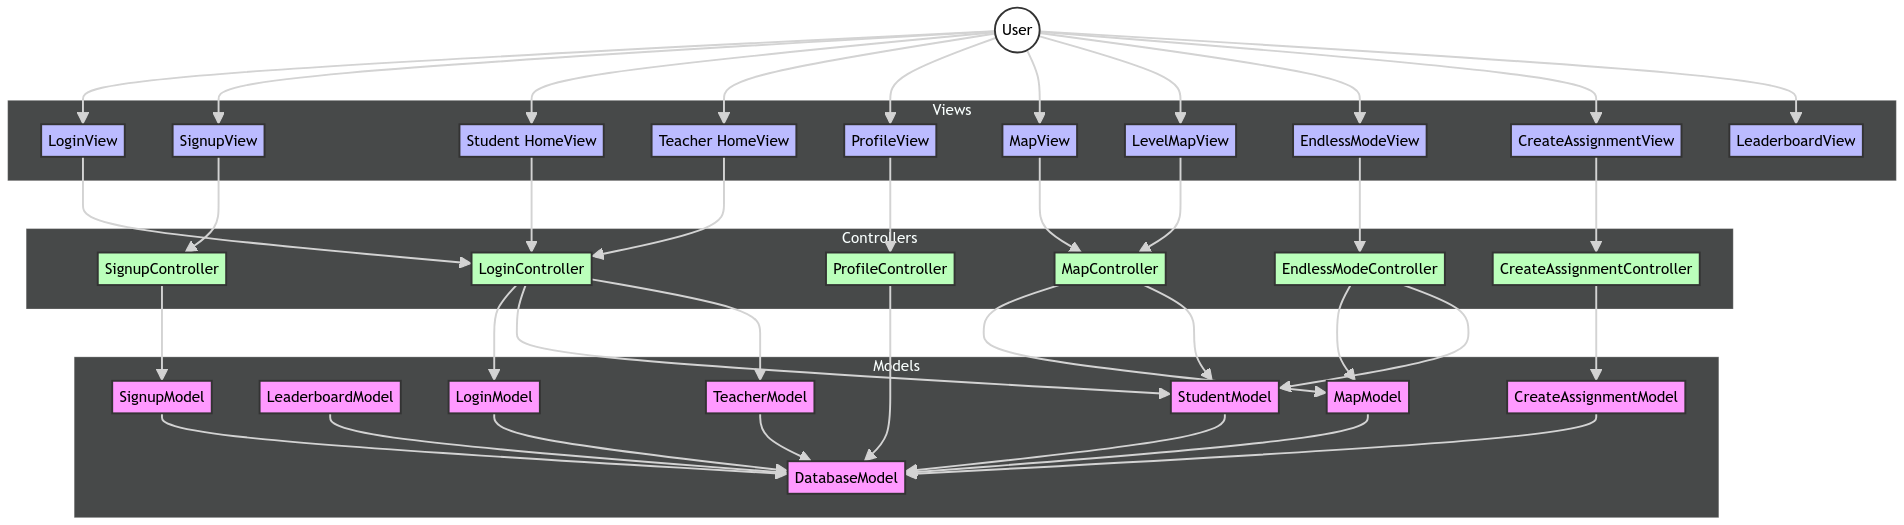 User
Views
LoginView
SignupView
Student HomeView
Teacher HomeView
ProfileView
MapView
LevelMapView
EndlessModeView
CreateAssignmentView
LeaderboardView
Controllers
SignupController
LoginController
ProfileController
MapController
EndlessModeController
CreateAssignmentController
Models
SignupModel
LeaderboardModel
LoginModel
TeacherModel
StudentModel
MapModel
CreateAssignmentModel
DatabaseModel